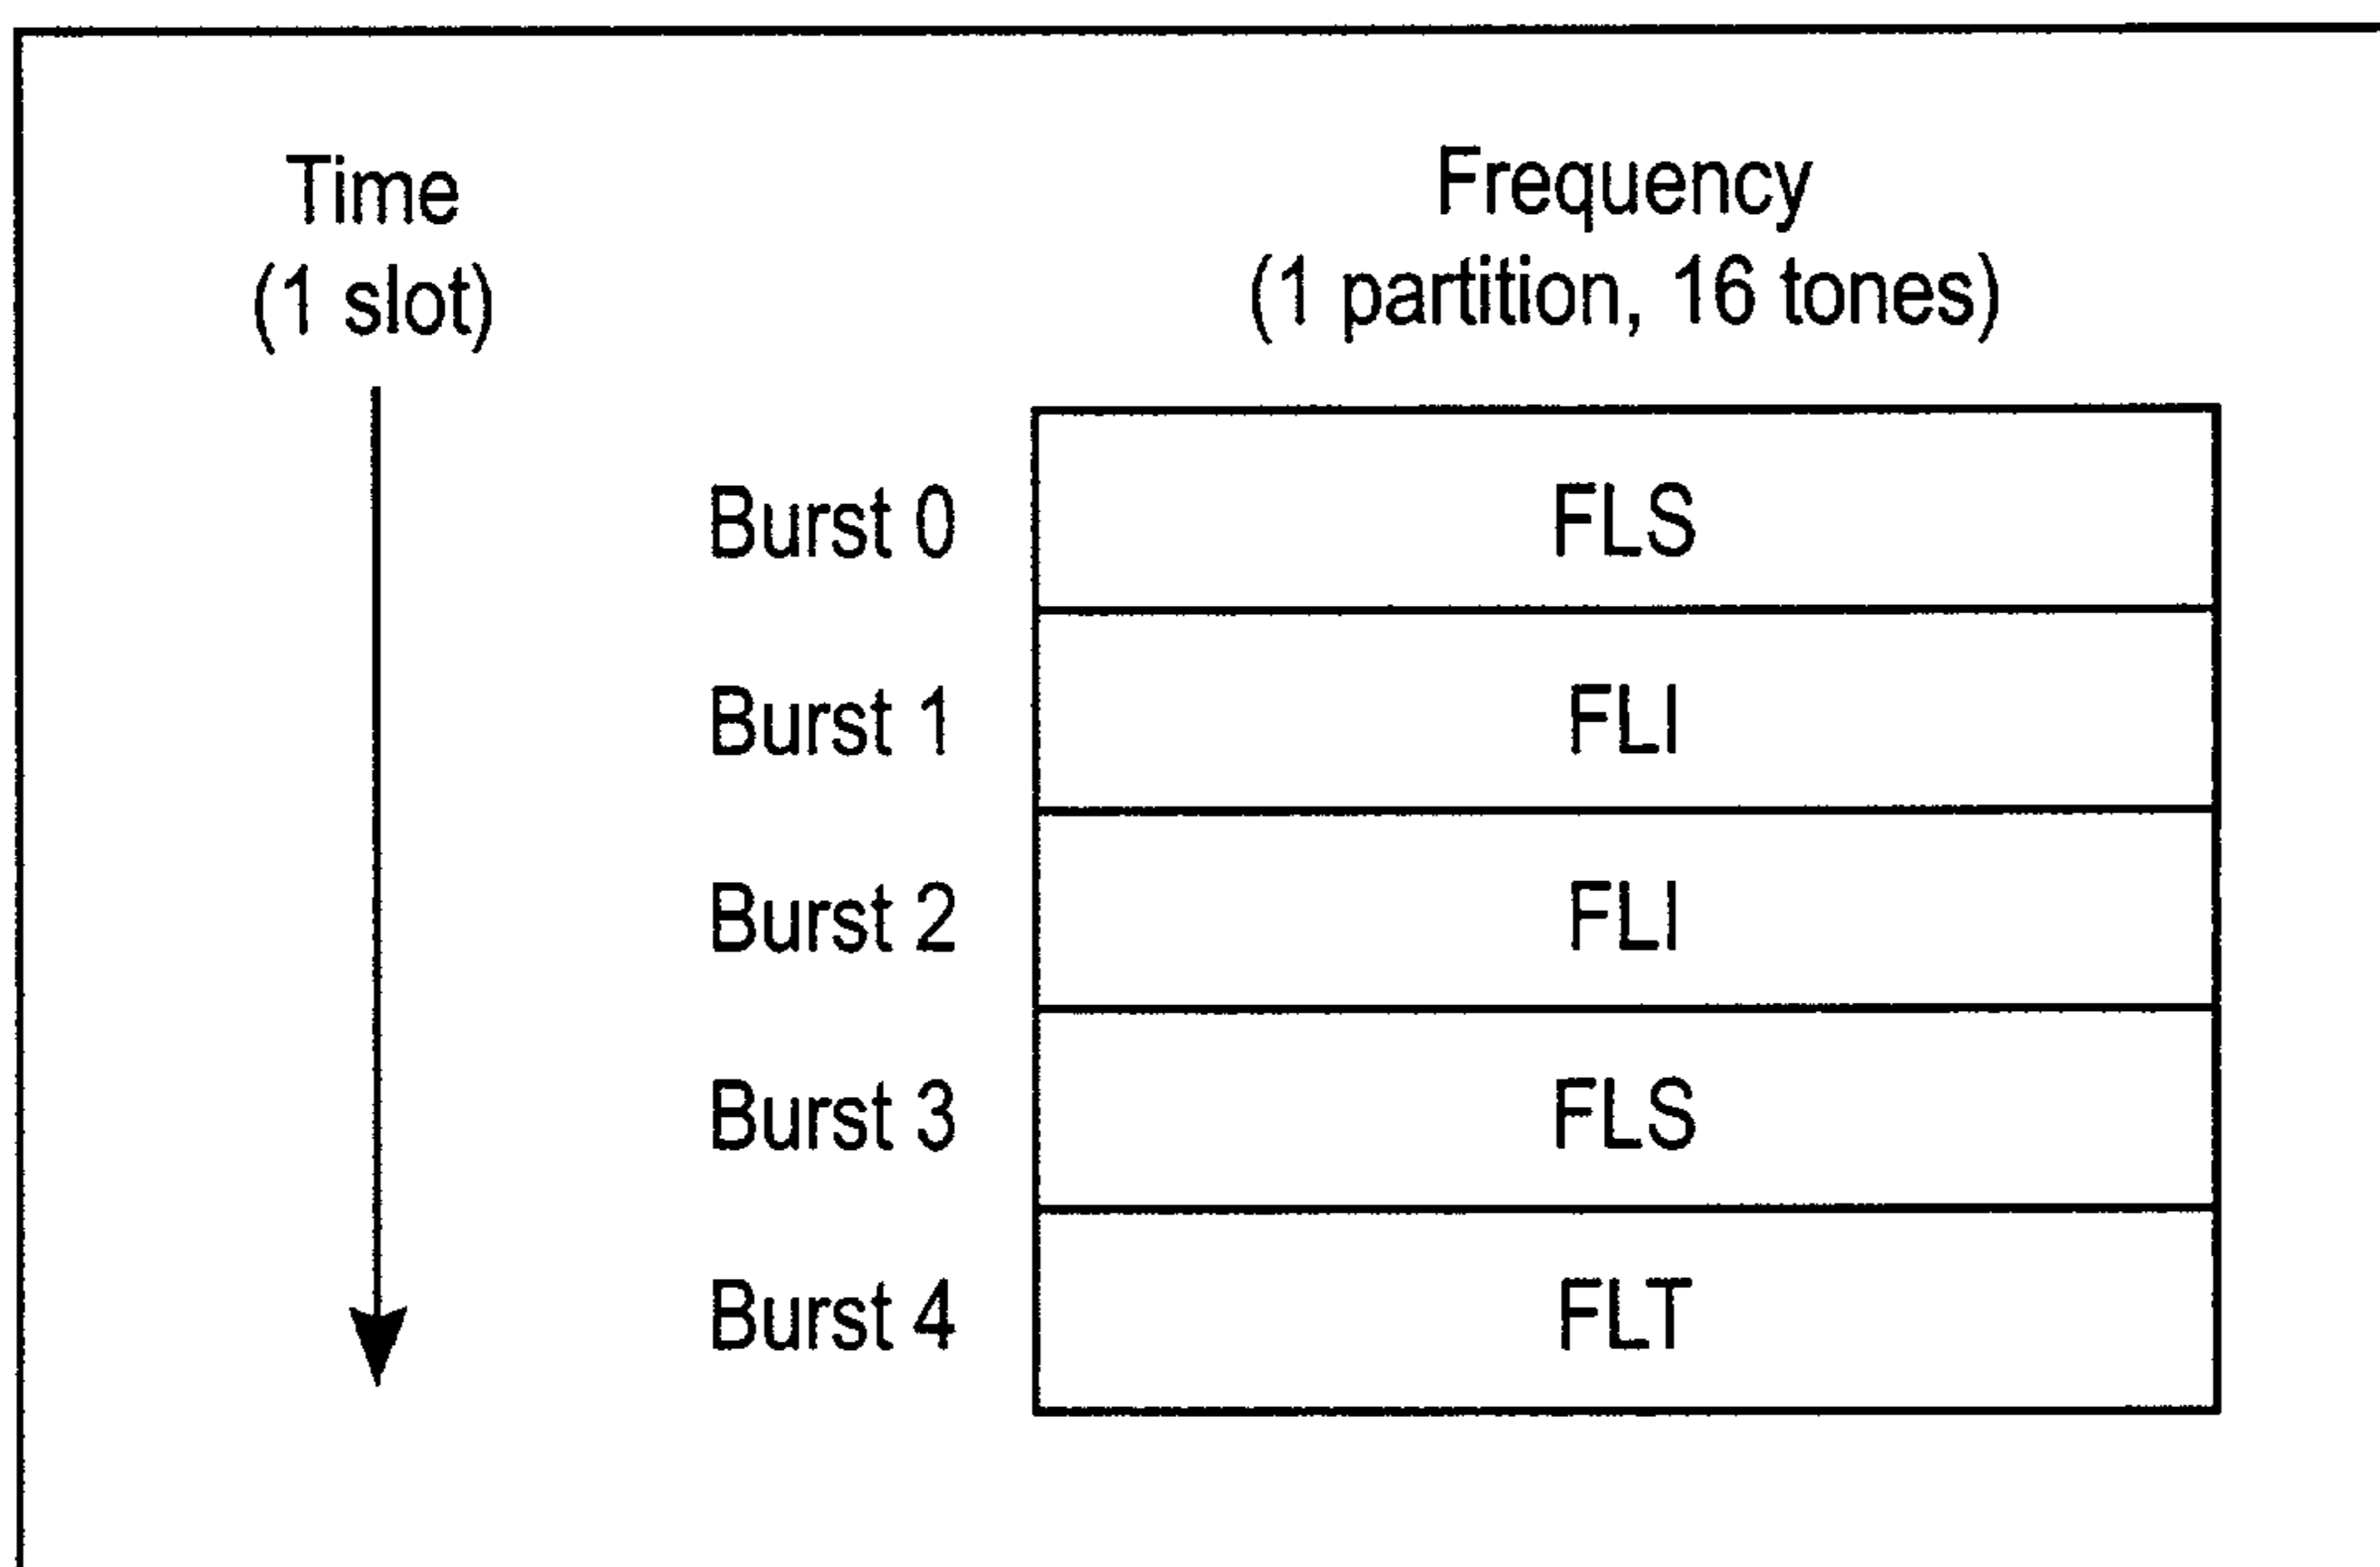 Time
(1 slot)
Frequency
(1 partition, 16 tones)
Burst 0 FLS
Burst 1 FLI
Burst 2 FLI
Burst 3 FLS
Burst 4 FLT